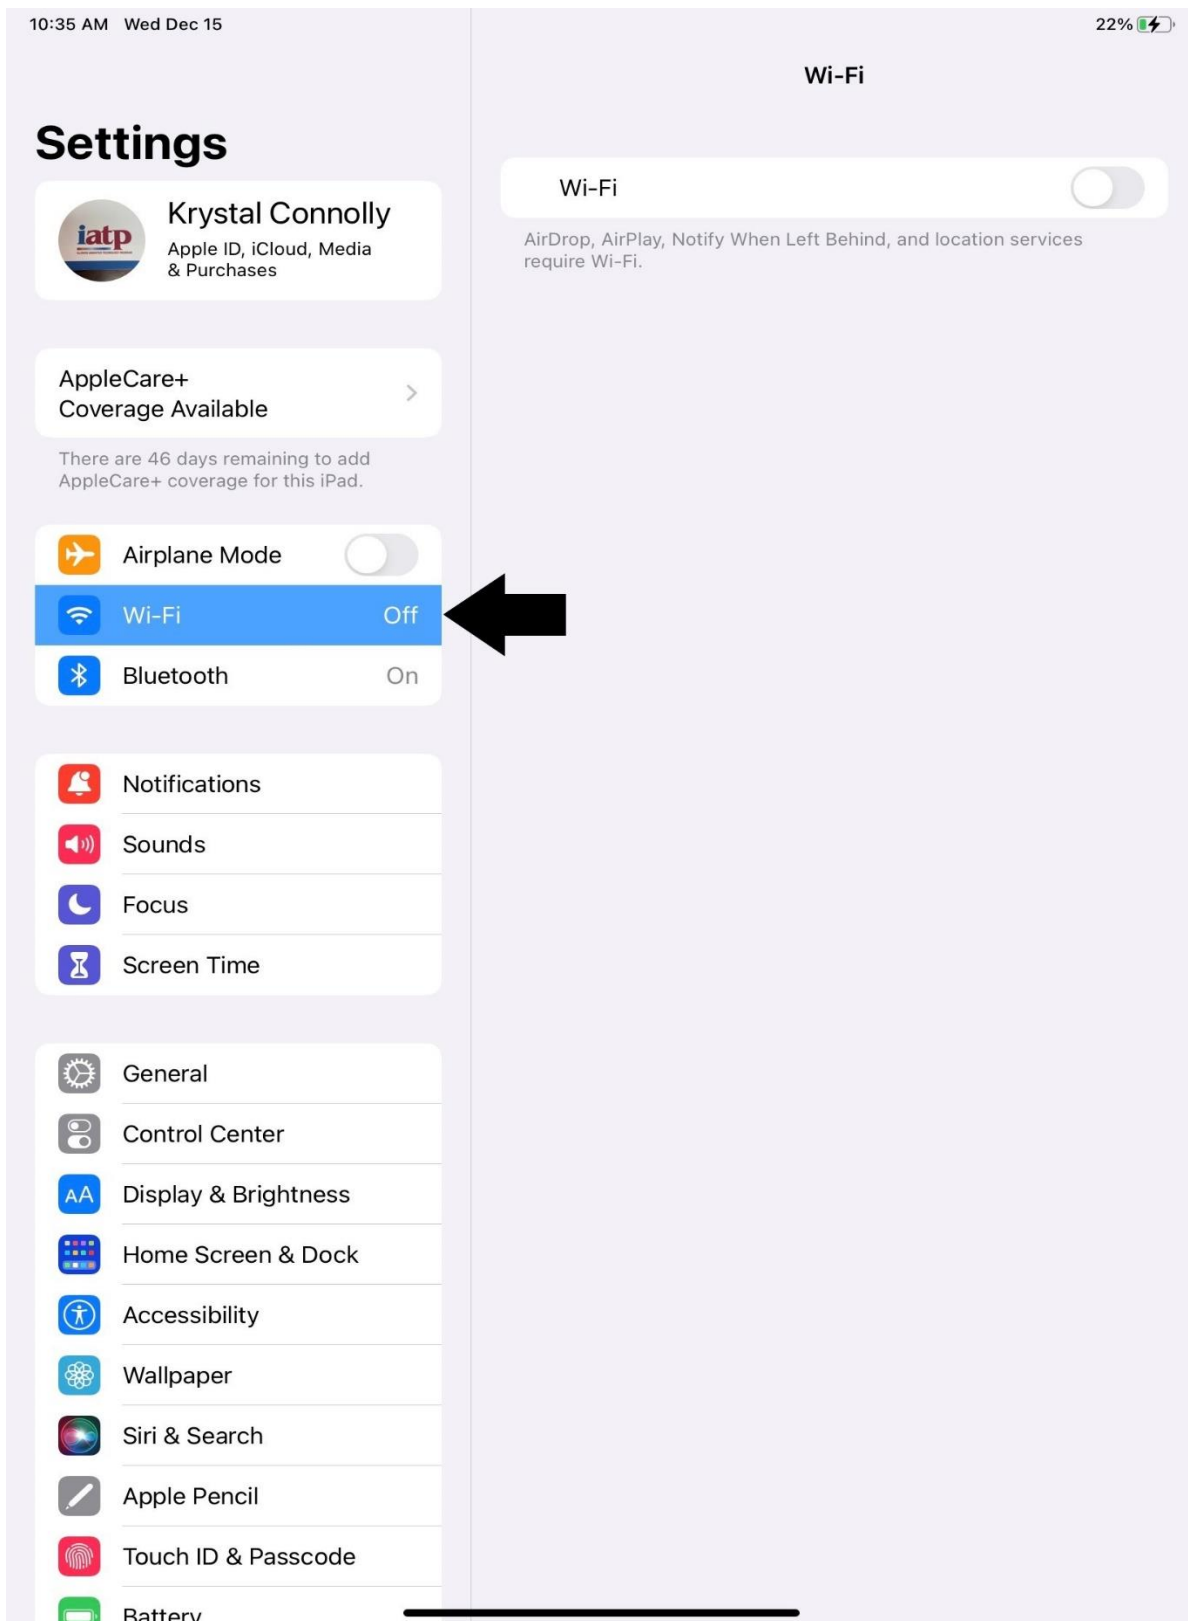 10:35 AM Wed Dec 15
22%
Settings
iatp
Krystal Connolly
Apple ID, iCloud, Media
& Purchases
AppleCare+
Coverage Available
There are 46 days remaining to add
AppleCare+ coverage for this iPad.
Airplane Mode
Wi-Fi Off
Bluetooth On
Notifications
Sounds
Focus
Screen Time
General
Control Center
AA
Display & Brightness
Home Screen & Dock
Accessibility
Wallpaper
Siri & Search
Apple Pencil
Touch ID & Passcode
Battery
Wi-Fi
Wi-Fi
AirDrop, AirPlay, Notify When Left Behind, and location services
require Wi-Fi.